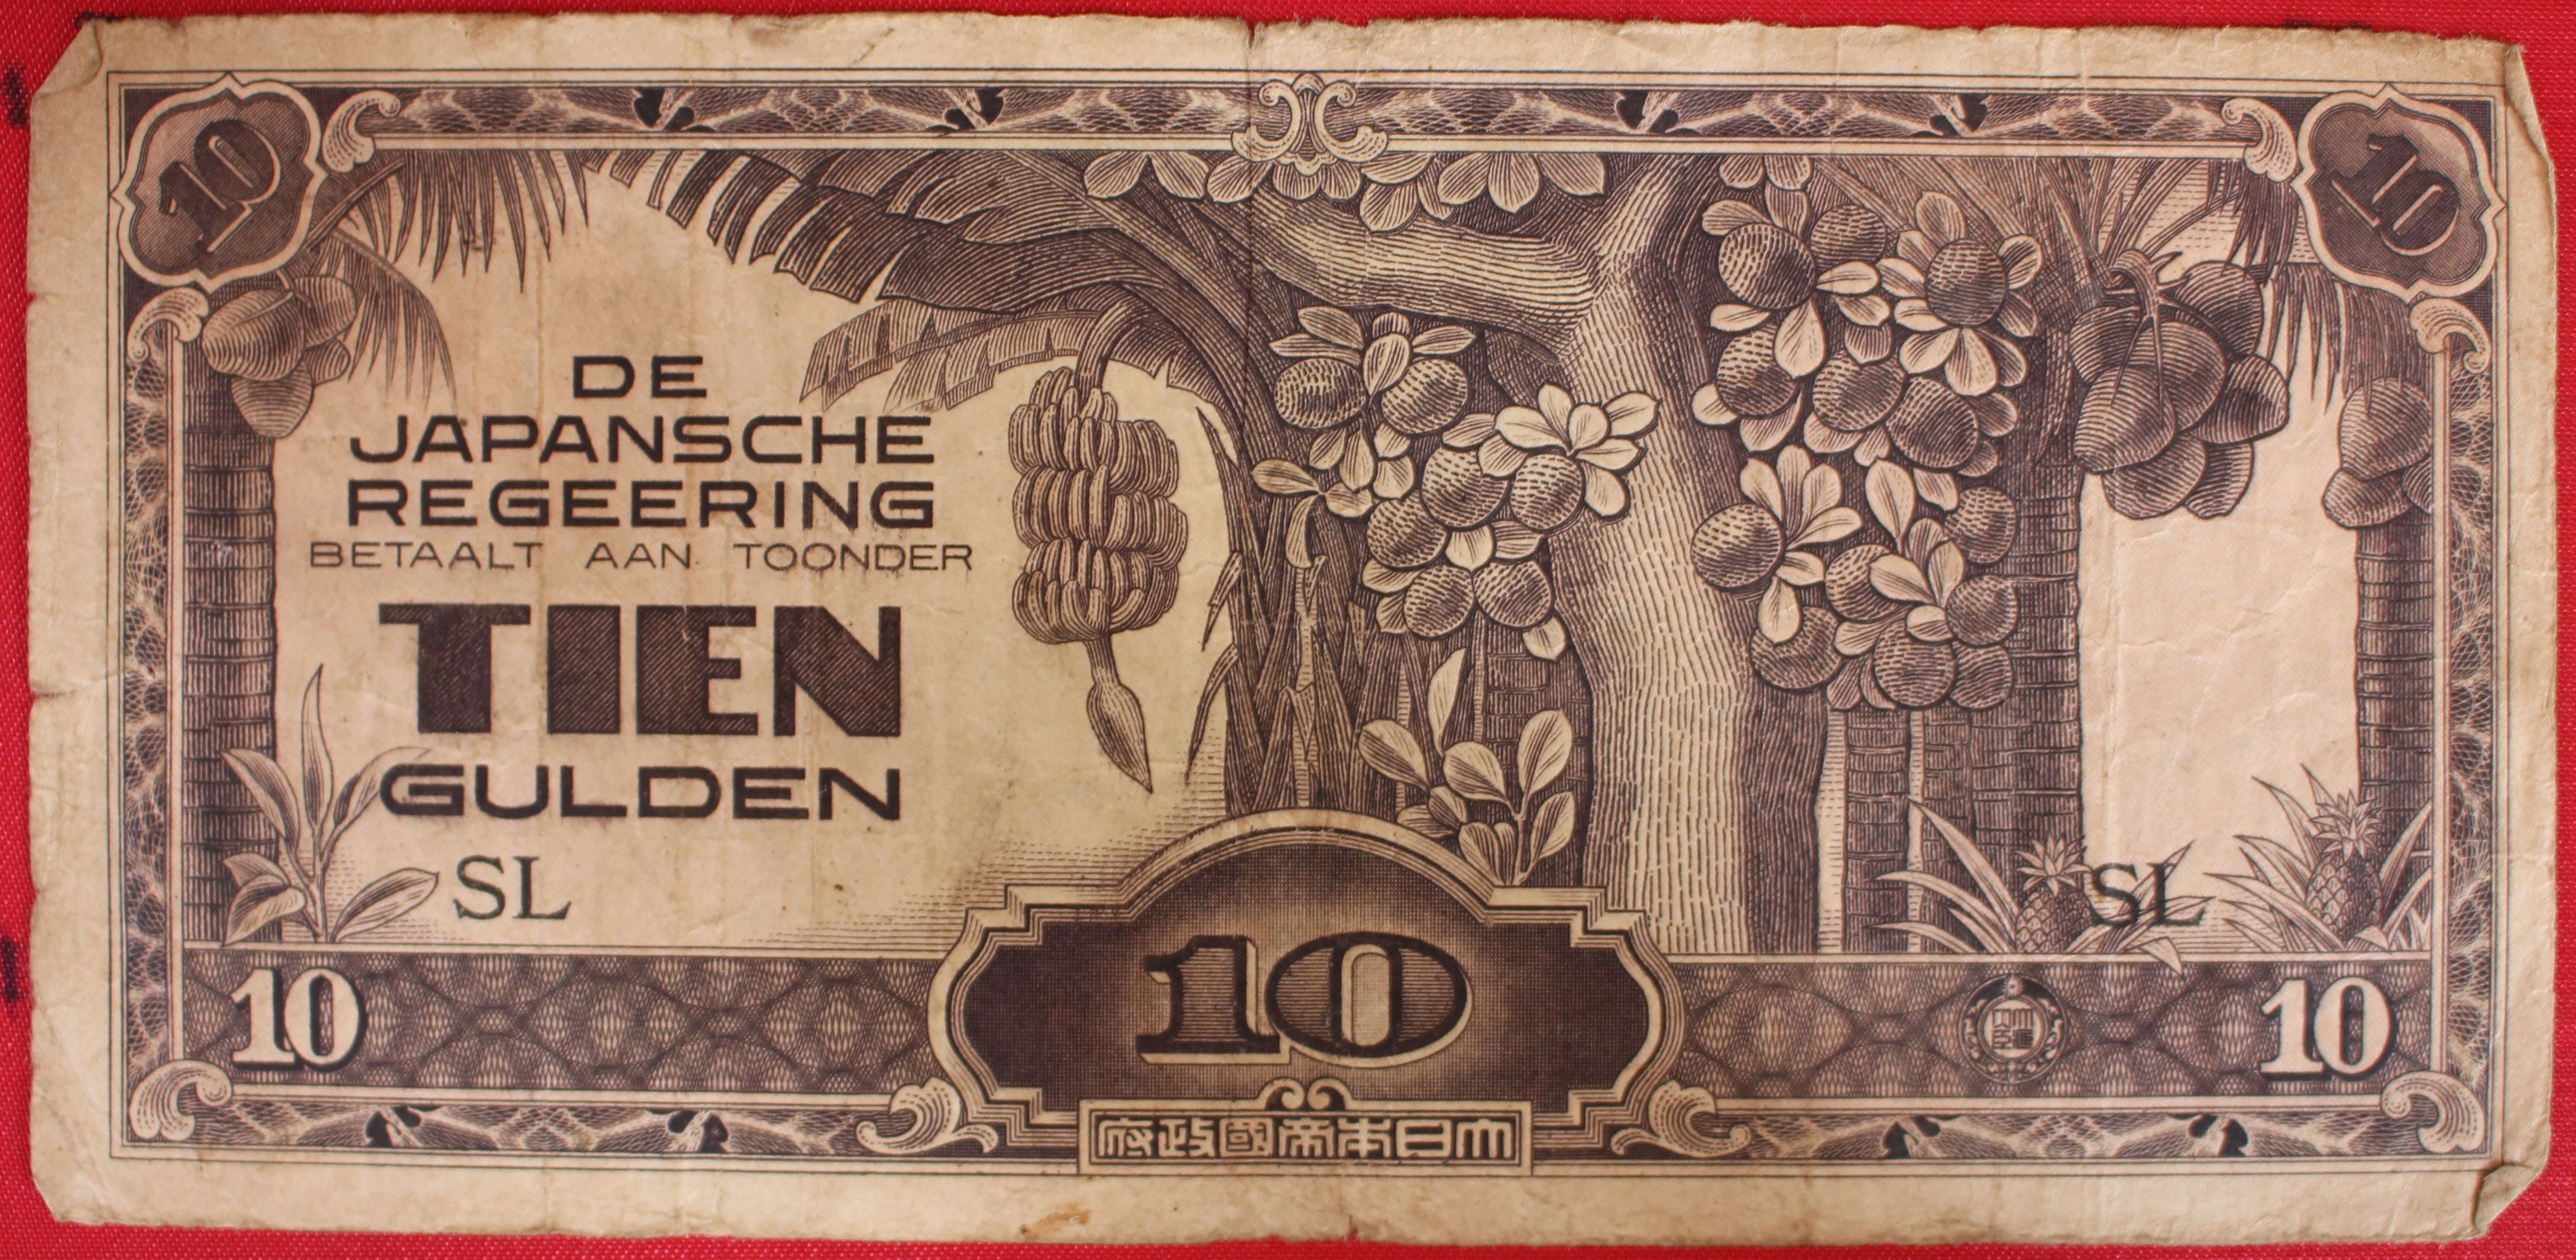 10
10
DE
JAPANSCHE
REGEERING
BETAALT AAN TOONDER
TIEN
GULDEN
SL
SL
10
10
10
府政國帝本日大